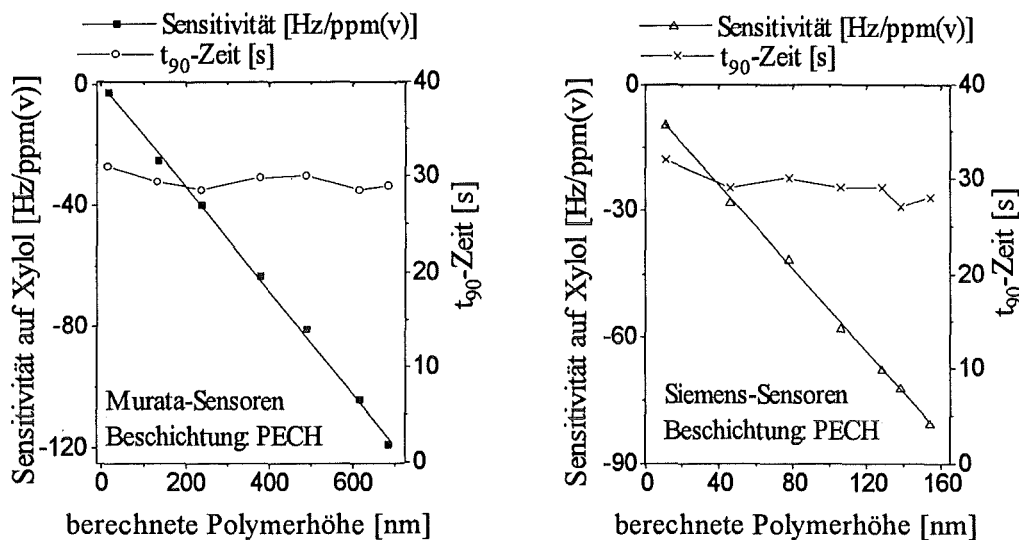 Sensitivität [Hz/ppm(v)]
t90-Zeit [s]
Sensitivität auf Xylol [Hz/ppm(v)]
0
-40
-80
-120
40
30
20
10
0
t90-Zeit [s]
Murata-Sensoren
Beschichtung: PECH
0 200 400 600
berechnete Polymerhöhe [nm]
Sensitivität [Hz/ppm(v)]
t90-Zeit [s]
Sensitivität auf Xylol [Hz/ppm(v)]
0
-30
-60
-90
40
30
20
10
0
t90-Zeit [s]
Siemens-Sensoren
Beschichtung: PECH
0 40 80 120 160
berechnete Polymerhöhe [nm]